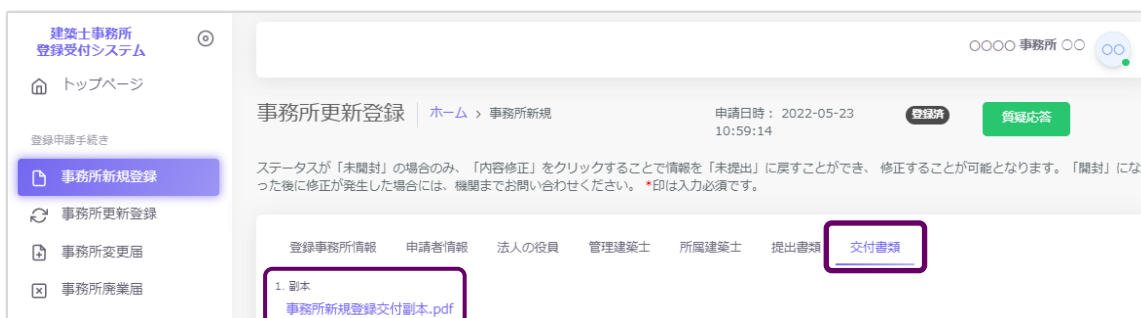 建築士事務所
登録受付システム
トップページ
登録申請手続き
事務所新規登録
事務所更新登録
事務所変更届
事務所廃業届
○○○○ 事務所 ○○
○○
事務所更新登録 ホーム › 事務所新規
申請日時： 2022-05-23
10:59:14
登録済
質疑応答
ステータスが「未開封」の場合のみ、「内容修正」をクリックすることで情報を「未提出」に戻すことができ、 修正することが可能となります。「開封」にな
った後に修正が発生した場合には、機関までお問い合わせください。 *印は入力必須です。
登録事務所情報 申請者情報 法人の役員 管理建築士 所属建築士 提出書類 交付書類
1. 副本
事務所新規登録交付副本.pdf